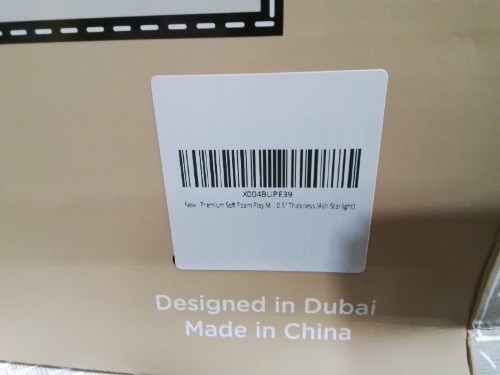 X004BUPE39
New - Premium Soft Foam Play M... 0.5" Thickness (Ash Starlight)
Designed in Dubai
Made in China